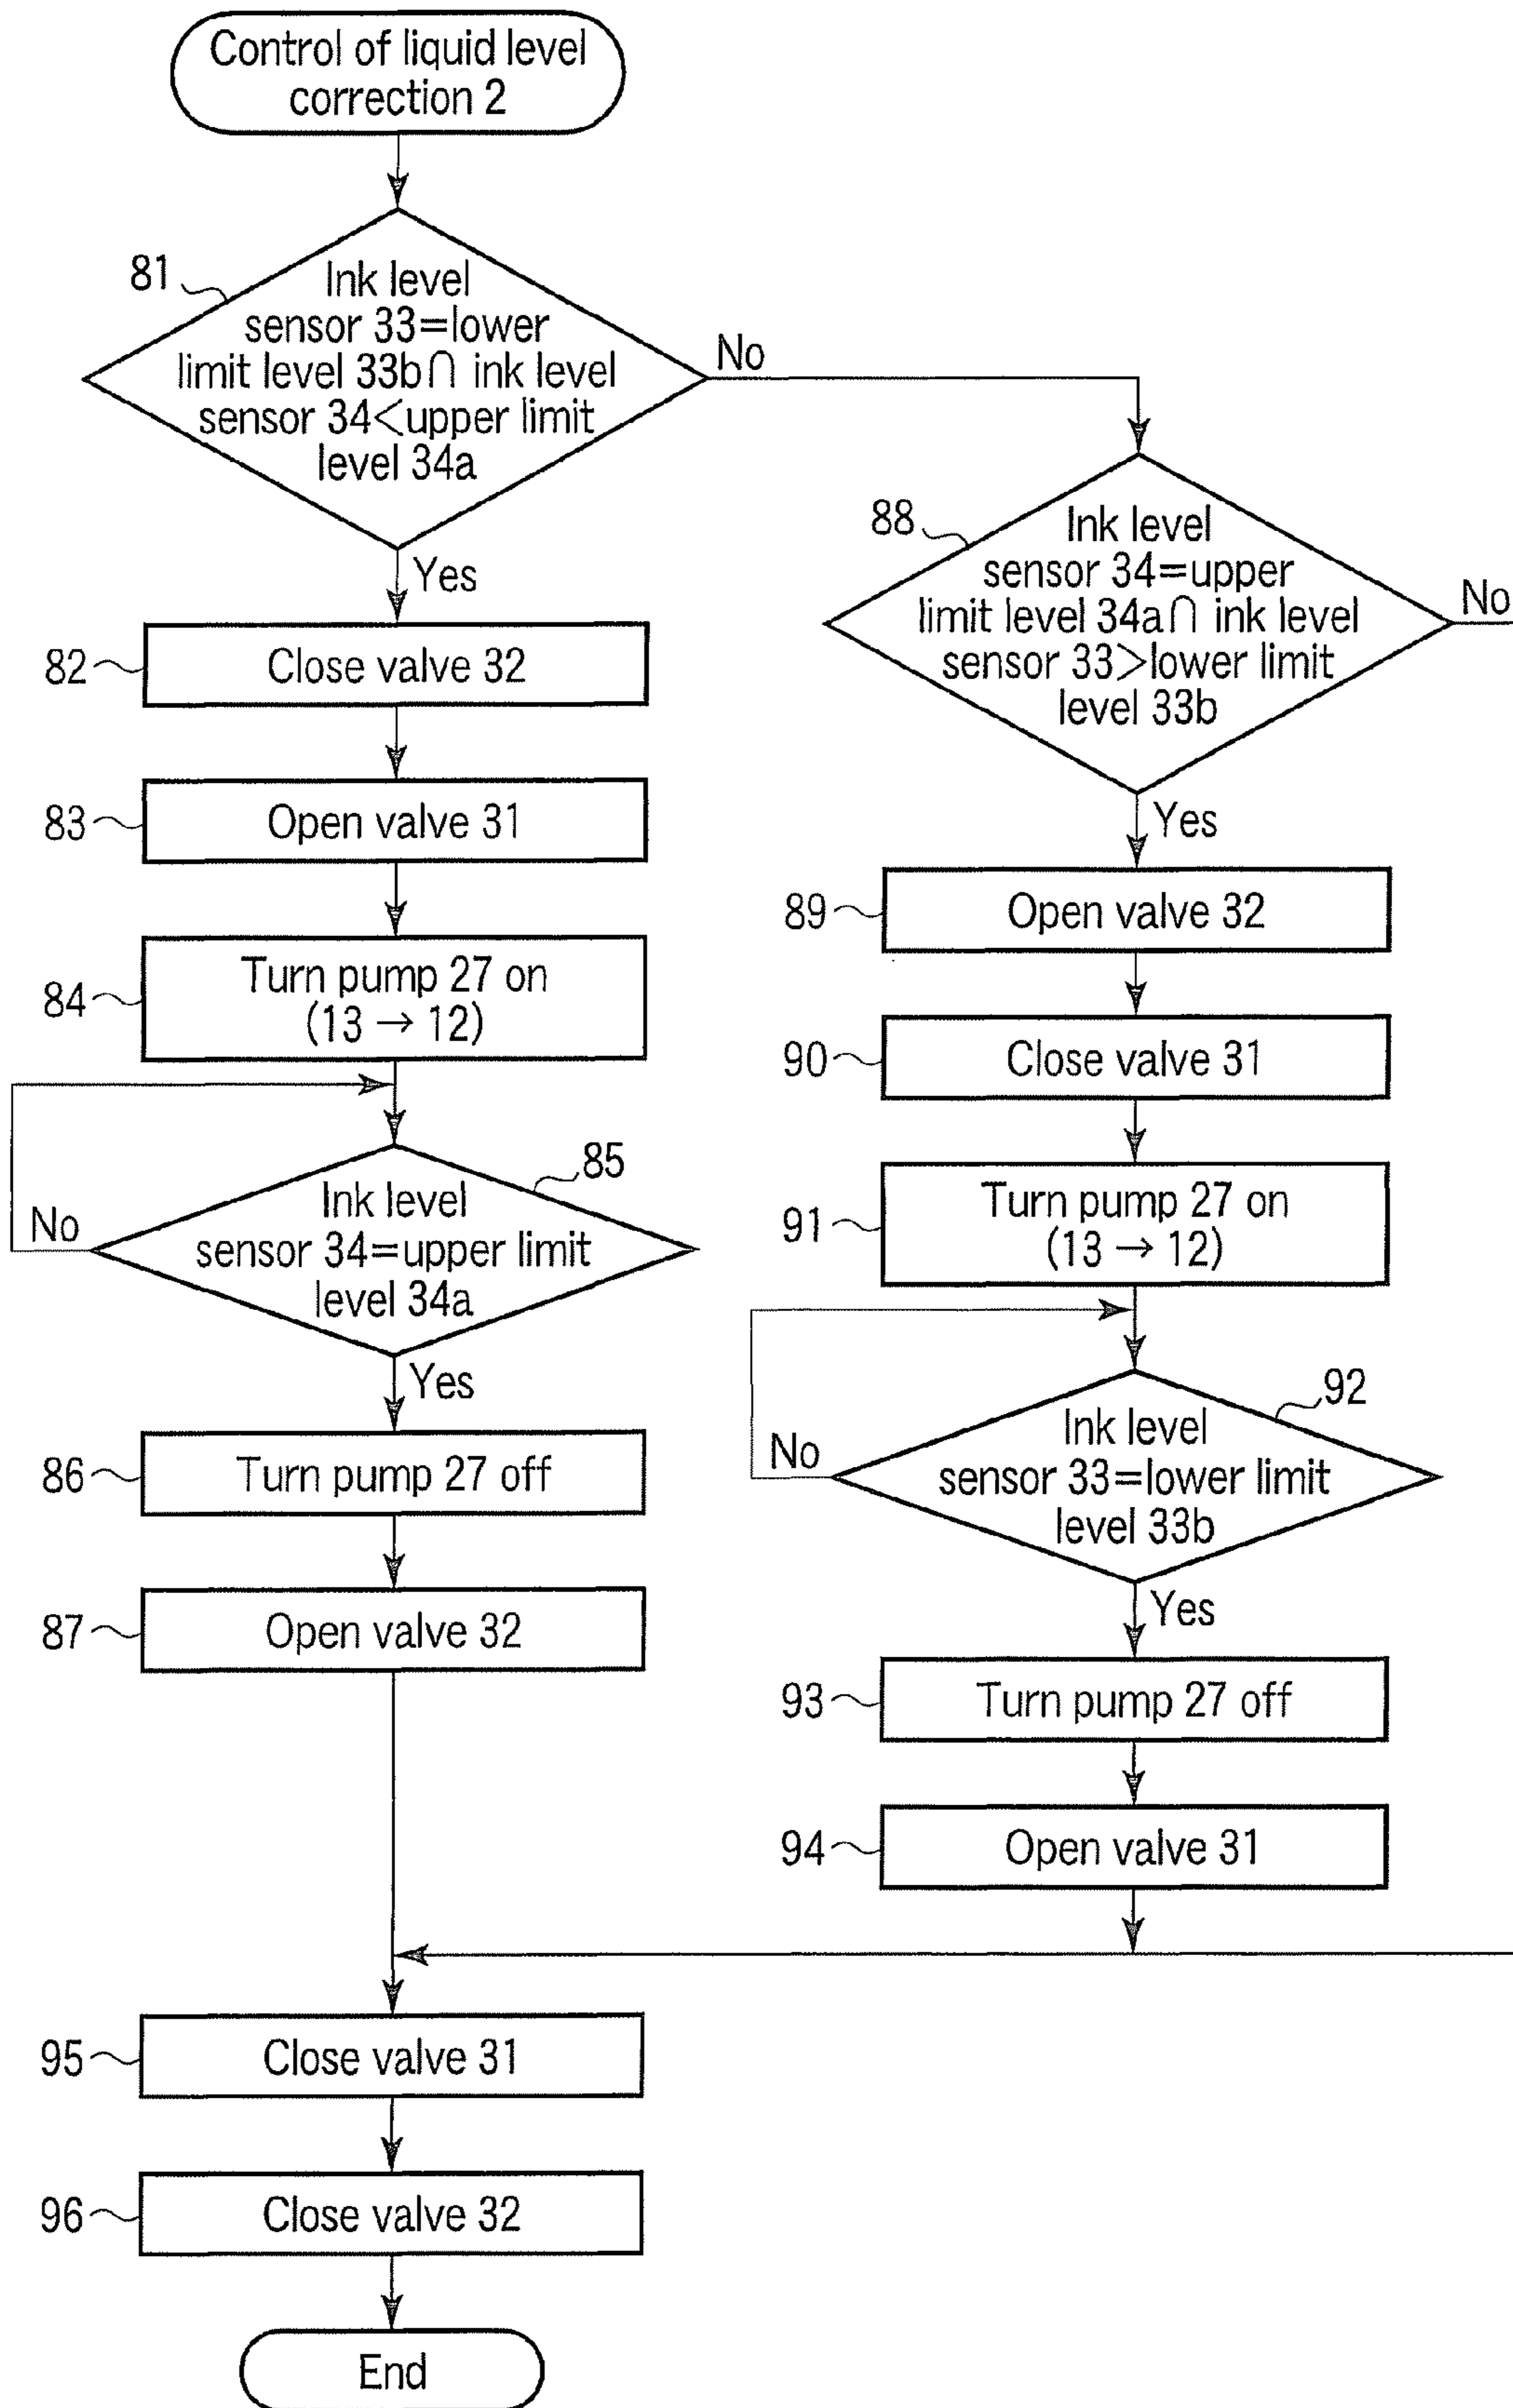 Control of liquid level
correction 2
81
Ink level
sensor 33=lower
limit level 33b∩ ink level
sensor 34<upper limit
level 34a
No
Yes
82
Close valve 32
83
Open valve 31
84
Turn pump 27 on
(13 → 12)
85
Ink level
sensor 34=upper limit
level 34a
No
Yes
86
Turn pump 27 off
87
Open valve 32
88
Ink level
sensor 34=upper
limit level 34a∩ ink level
sensor 33>lower limit
level 33b
No
Yes
89
Open valve 32
90
Close valve 31
91
Turn pump 27 on
(13 → 12)
92
Ink level
sensor 33=lower limit
level 33b
No
Yes
93
Turn pump 27 off
94
Open valve 31
95
Close valve 31
96
Close valve 32
End